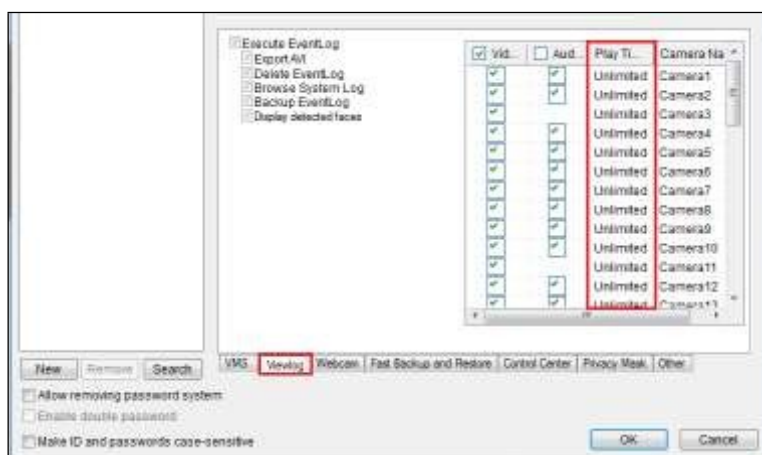 Execute EventLog
Export AVI
Delete EventLog
Browse System Log
Backup EventLog
Display detected faces
Vid... Aud... Play Ti... Camera Na
Unlimited Camera1
Unlimited Camera2
Unlimited Camera3
Unlimited Camera4
Unlimited Camera5
Unlimited Camera6
Unlimited Camera7
Unlimited Camera8
Unlimited Camera9
Unlimited Camera10
Unlimited Camera11
Unlimited Camera12
Unlimited Camera13
New Remove Search
VMS Viewlog Webcam Fast Backup and Restore Control Center Privacy Mask Other
Allow removing password system
Enable double password
Make ID and passwords case-sensitive
OK Cancel